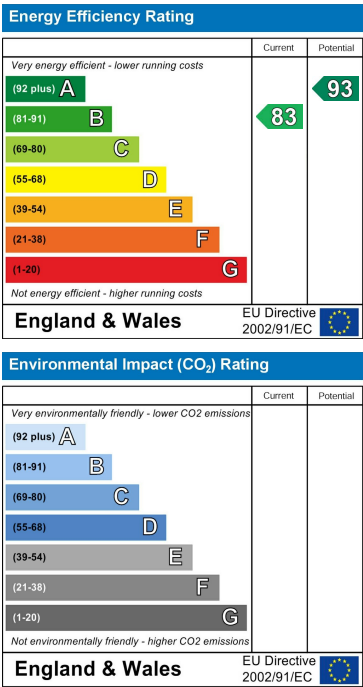 Energy Efficiency Rating
Current Potential
Very energy efficient - lower running costs
(92 plus) A
93
(81-91) B
83
(69-80) C
(55-68) D
(39-54) E
(21-38) F
(1-20) G
Not energy efficient - higher running costs
England & Wales
EU Directive
2002/91/EC
Environmental Impact (CO₂) Rating
Current Potential
Very environmentally friendly - lower CO2 emissions
(92 plus) A
(81-91) B
(69-80) C
(55-68) D
(39-54) E
(21-38) F
(1-20) G
Not environmentally friendly - higher CO2 emissions
England & Wales
EU Directive
2002/91/EC